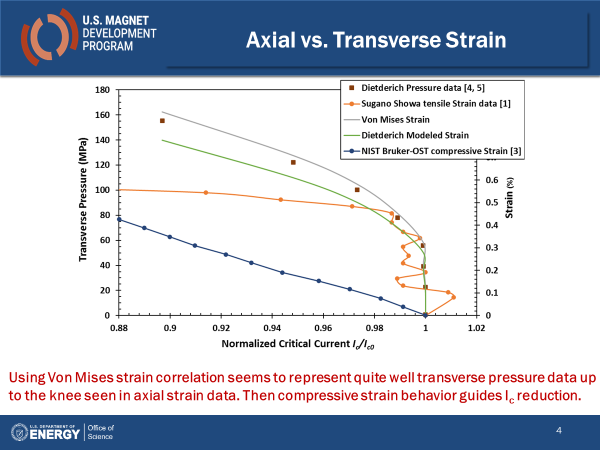 U.S. MAGNET
DEVELOPMENT
PROGRAM
Axial vs. Transverse Strain
Dietderich Pressure data [4, 5]
Sugano Showa tensile Strain data [1]
Von Mises Strain
Dietderich Modeled Strain
NIST Bruker-OST compressive Strain [3]
Transverse Pressure (MPa)
180
160
140
120
100
80
60
40
20
0
0.6
0.5
0.4
0.3
0.2
0.1
0
Strain (%)
0.88 0.9 0.92 0.94 0.96 0.98 1 1.02
Normalized Critical Current Ic/Ic0
Using Von Mises strain correlation seems to represent quite well transverse pressure data up
to the knee seen in axial strain data. Then compressive strain behavior guides Ic reduction.
U.S. DEPARTMENT OF
ENERGY
Office of
Science
4